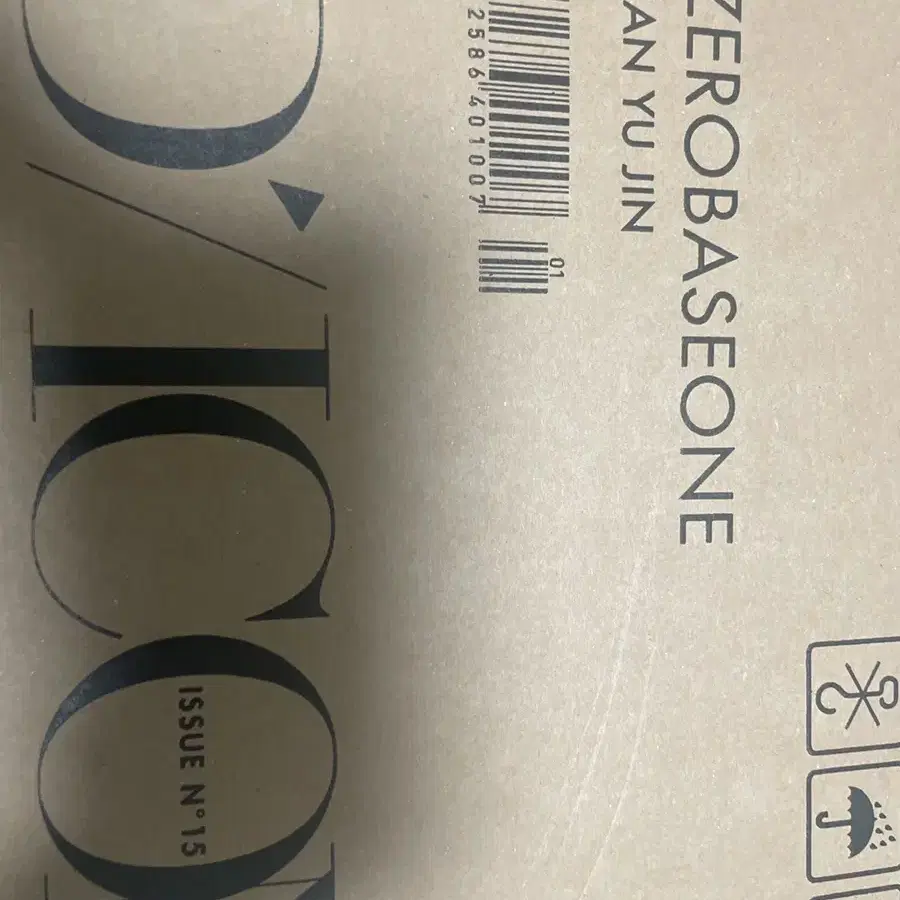 ZEROBASEONE
AN YU JIN
2586401007
01
D/ICON
ISSUE N°15